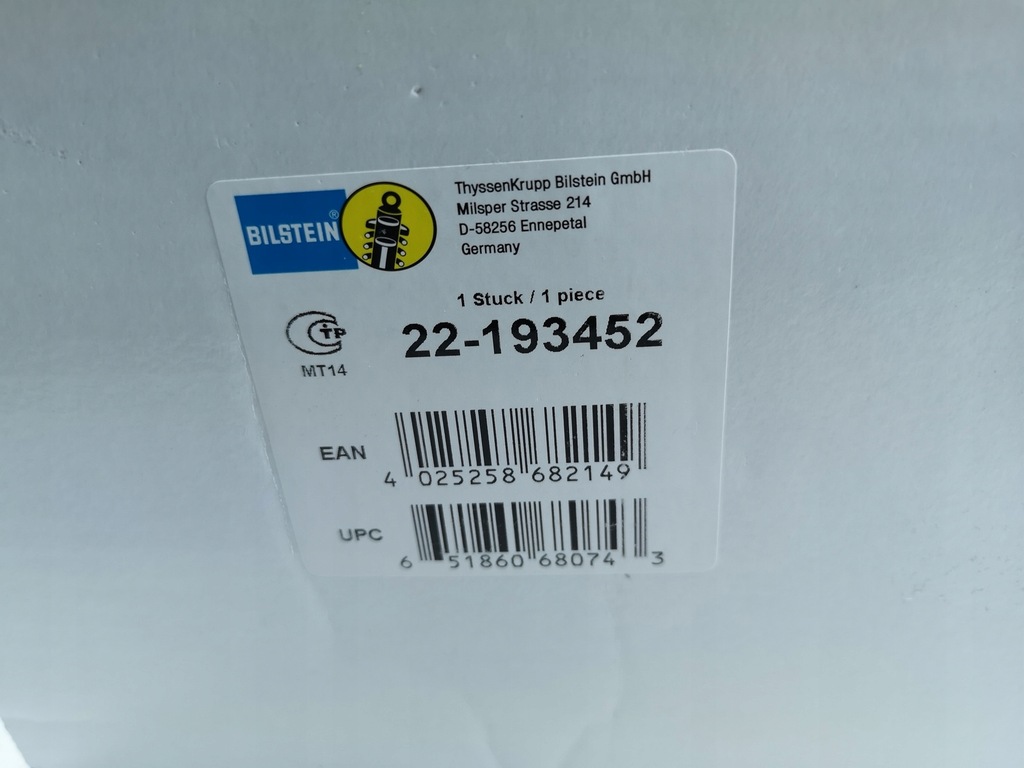 BILSTEIN®
ThyssenKrupp Bilstein GmbH
Milsper Strasse 214
D-58256 Ennepetal
Germany
1 Stuck / 1 piece
22-193452
CTP
MT14
EAN
4 025258 682149
UPC
6 51860 68074 3